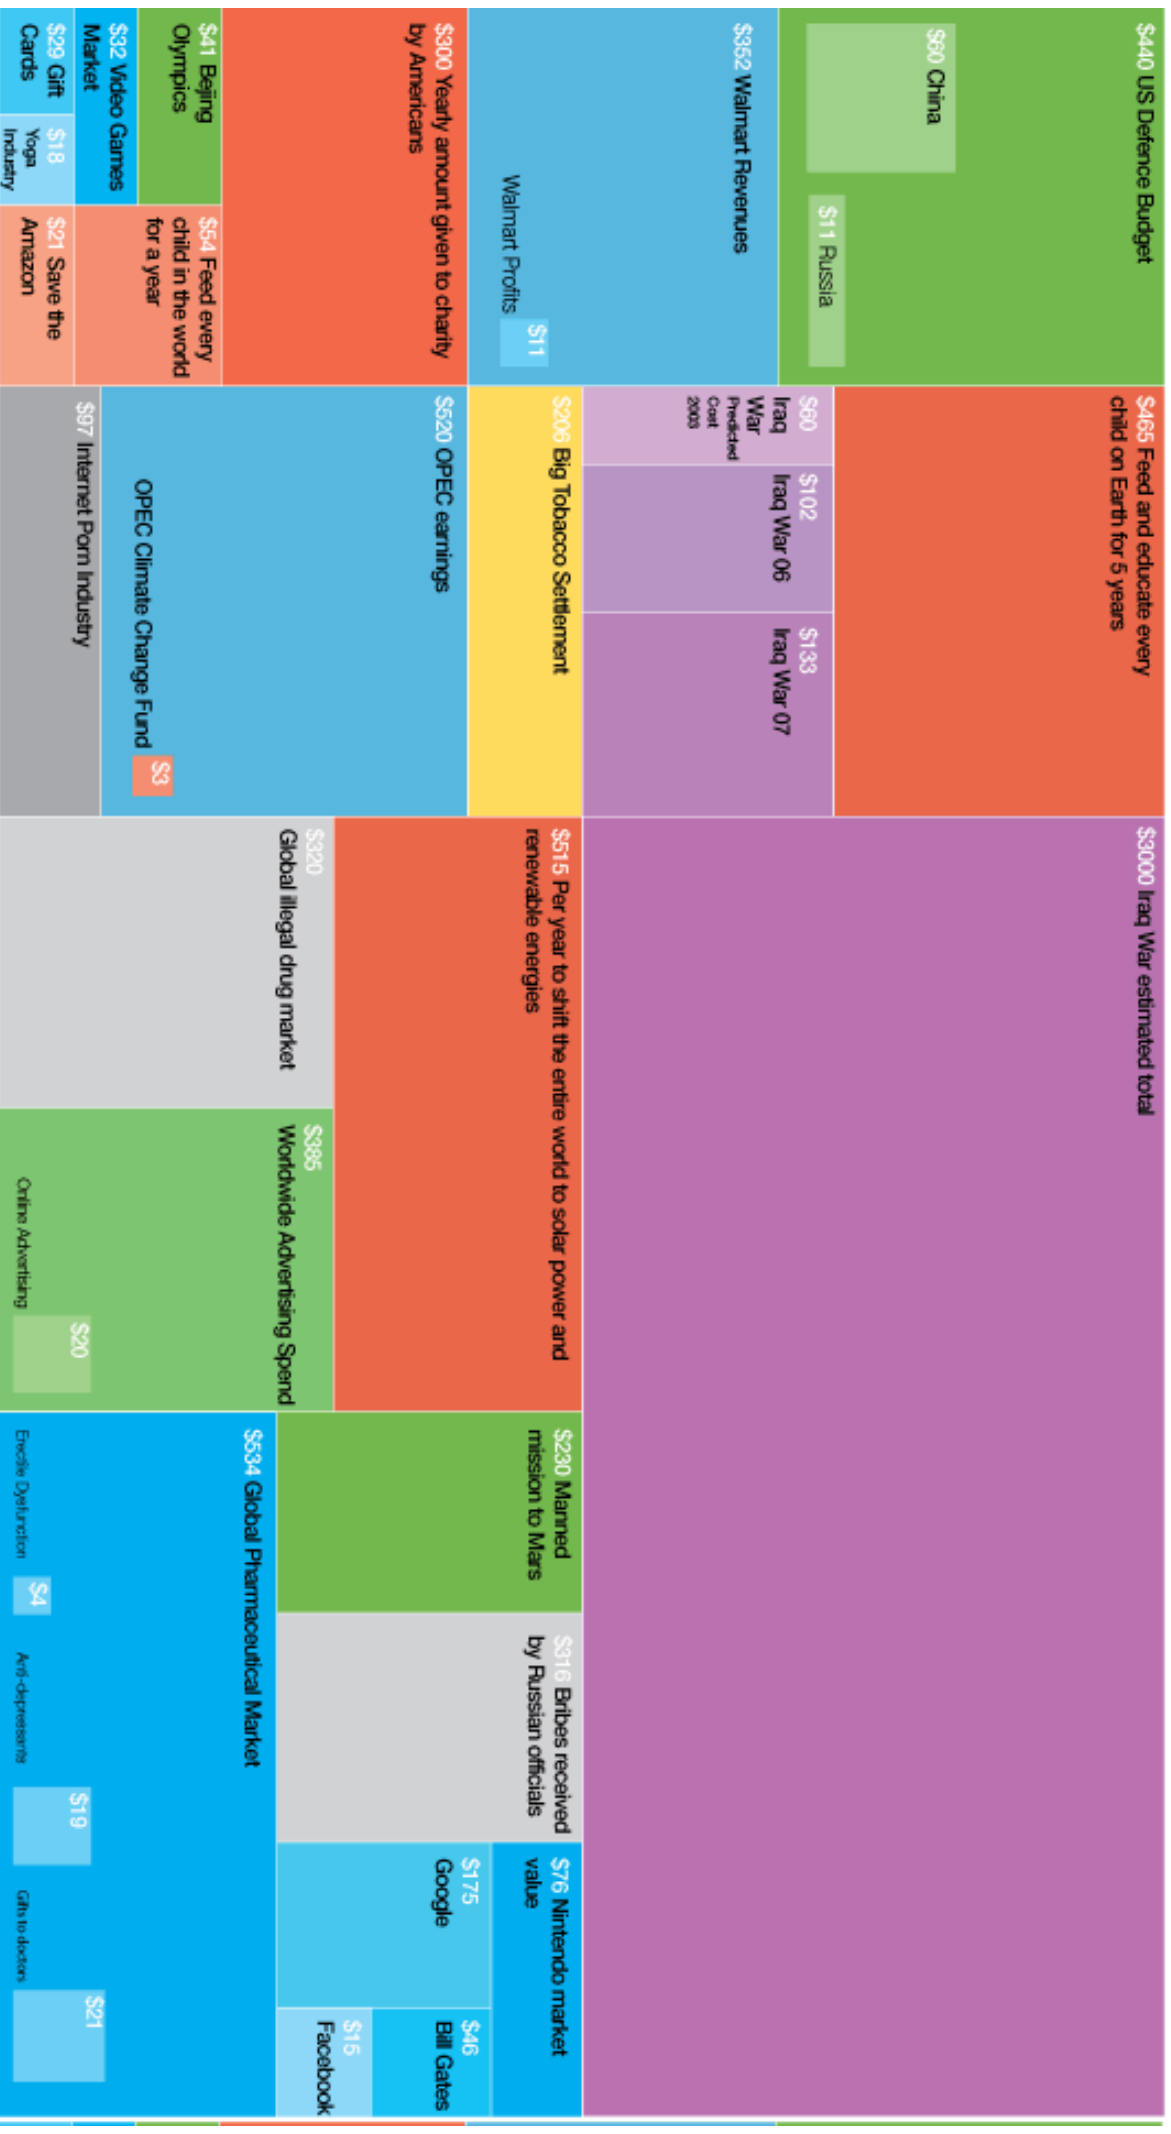 $440 US Defence Budget
$60 China
$11 Russia
$352 Walmart Revenues
Walmart Profits
$11
$300 Yearly amount given to charity
by Americans
$41 Bejing
Olympics
$32 Video Games
Market
$29 Gift
Cards
$18
Yoga
Industry
$54 Feed every
child in the world
for a year
$21 Save the
Amazon
$465 Feed and educate every
child on Earth for 5 years
$60
Iraq
War
Predicted
Cost
2003
$102
Iraq War 06
$133
Iraq War 07
$206 Big Tobacco Settlement
$520 OPEC earnings
OPEC Climate Change Fund
$3
$97 Internet Porn Industry
$3000 Iraq War estimated total
$515 Per year to shift the entire world to solar power and
renewable energies
$320
Global illegal drug market
$385
Worldwide Advertising Spend
Online Advertising
$20
$230 Manned
mission to Mars
$316 Bribes received
by Russian officials
$76 Nintendo market
value
$175
Google
$46
Bill Gates
$15
Facebook
$534 Global Pharmaceutical Market
Erectile Dysfunction
$4
Anti-depressants
$19
Gifts to doctors
$21